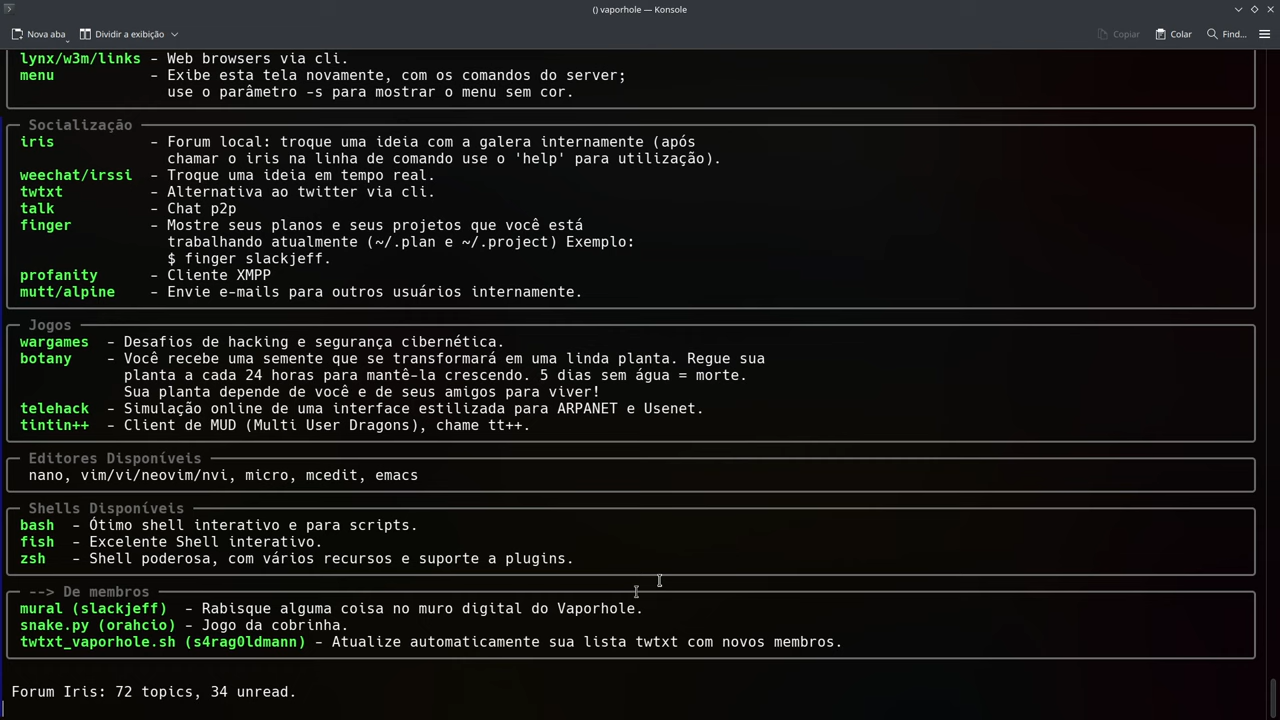 () vaporhole — Konsole
Nova aba
Dividir a exibição
Copiar
Colar
Find...
lynx/w3m/links - Web browsers via cli.
menu - Exibe esta tela novamente, com os comandos do server;
use o parâmetro -s para mostrar o menu sem cor.
Socialização
iris - Forum local: troque uma ideia com a galera internamente (após
chamar o iris na linha de comando use o 'help' para utilização).
weechat/irssi - Troque uma ideia em tempo real.
twtxt - Alternativa ao twitter via cli.
talk - Chat p2p
finger - Mostre seus planos e seus projetos que você está
trabalhando atualmente (~/.plan e ~/.project) Exemplo:
$ finger slackjeff.
profanity - Cliente XMPP
mutt/alpine - Envie e-mails para outros usuários internamente.
Jogos
wargames - Desafios de hacking e segurança cibernética.
botany - Você recebe uma semente que se transformará em uma linda planta. Regue sua
planta a cada 24 horas para mantê-la crescendo. 5 dias sem água = morte.
Sua planta depende de você e de seus amigos para viver!
telehack - Simulação online de uma interface estilizada para ARPANET e Usenet.
tintin++ - Client de MUD (Multi User Dragons), chame tt++.
Editores Disponíveis
nano, vim/vi/neovim/nvi, micro, mcedit, emacs
Shells Disponíveis
bash - Ótimo shell interativo e para scripts.
fish - Excelente Shell interativo.
zsh - Shell poderosa, com vários recursos e suporte a plugins.
--> De membros
mural (slackjeff) - Rabisque alguma coisa no muro digital do Vaporhole.
snake.py (orahcio) - Jogo da cobrinha.
twtxt_vaporhole.sh (s4rag0ldmann) - Atualize automaticamente sua lista twtxt com novos membros.
Forum Iris: 72 topics, 34 unread.